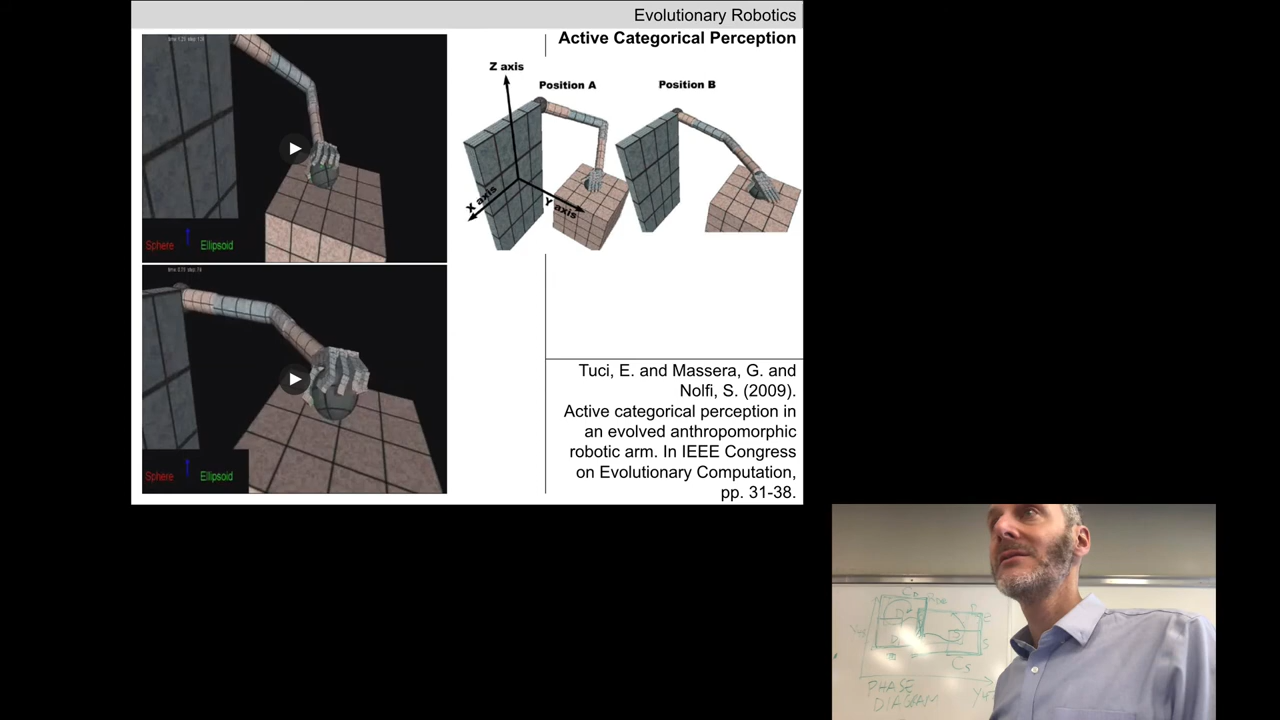 Evolutionary Robotics
Active Categorical Perception
Sphere
Ellipsoid
Sphere
Ellipsoid
Z axis
Position A
Position B
X axis
Y axis
Tuci, E. and Massera, G. and
Nolfi, S. (2009).
Active categorical perception in
an evolved anthropomorphic
robotic arm. In IEEE Congress
on Evolutionary Computation,
pp. 31-38.
PHASE
DIAGRAM